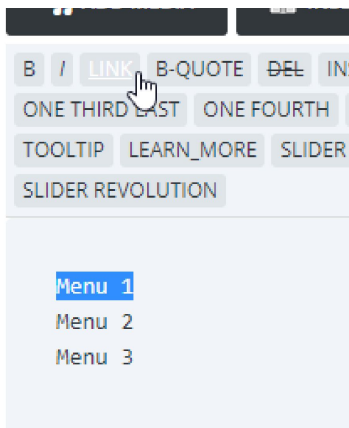 B I LINK B-QUOTE DEL
ONE THIRD LAST ONE FOURTH
TOOLTIP LEARN_MORE SLIDER
SLIDER REVOLUTION
Menu 1
Menu 2
Menu 3